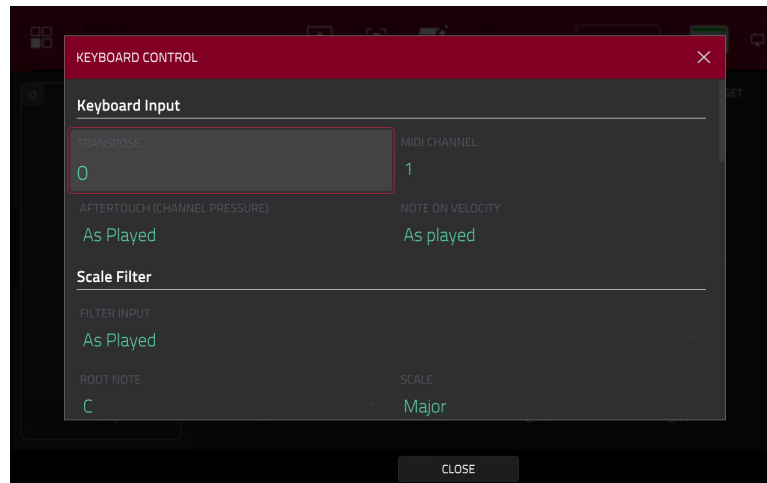 KEYBOARD CONTROL
Keyboard Input
TRANSPOSE MIDI CHANNEL
0 1
AFTERTOUCH (CHANNEL PRESSURE) NOTE ON VELOCITY
As Played As played
Scale Filter
FILTER INPUT
As Played
ROOT NOTE SCALE
C Major
CLOSE